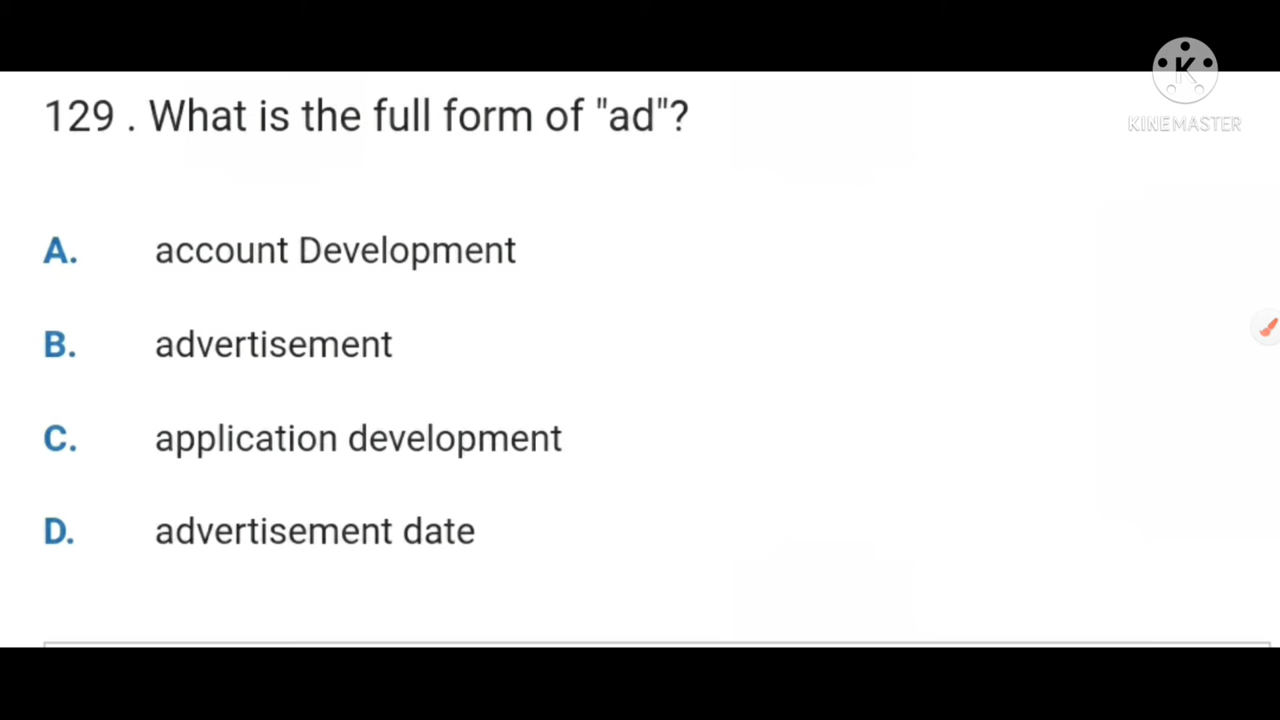 129 . What is the full form of "ad"?
KINEMASTER
A. account Development
B. advertisement
C. application development
D. advertisement date